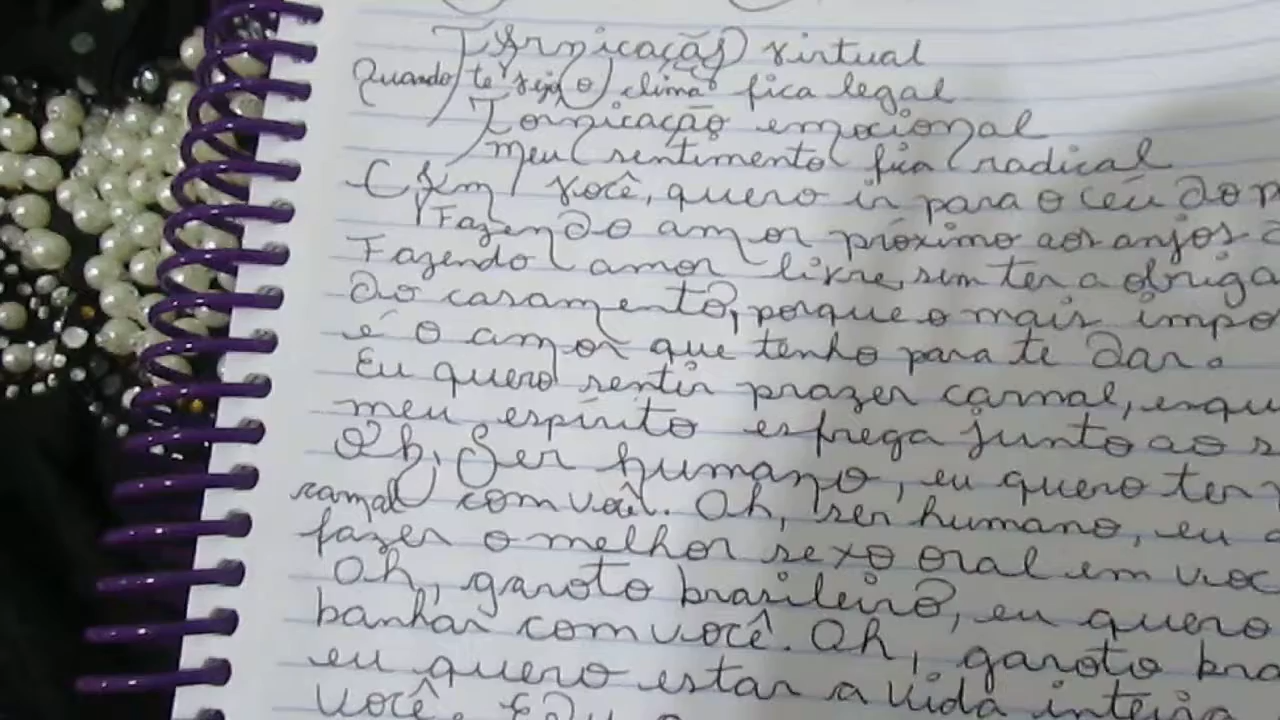 Fornicação virtual
Quando te vejo o clima fica legal
Fornicação emocional
meu sentimento fica radical
Com você, quero ir para o céu do p
Fazendo amor próximo aos anjos
Fazendo amor livre, sem ter a obriga
do casamento, porque o mais impo
é o amor que tenho para te dar.
Eu quero sentir prazer carnal, enqu
meu espírito esfrega junto ao s
Oh, Ser humano, eu quero ter
com você. Oh, ser humano, eu
fazer o melhor sexo oral em voc
Oh, garoto brasileiro, eu quero
banhar com você. Oh, garoto bra
eu quero estar a vida inteira
você.